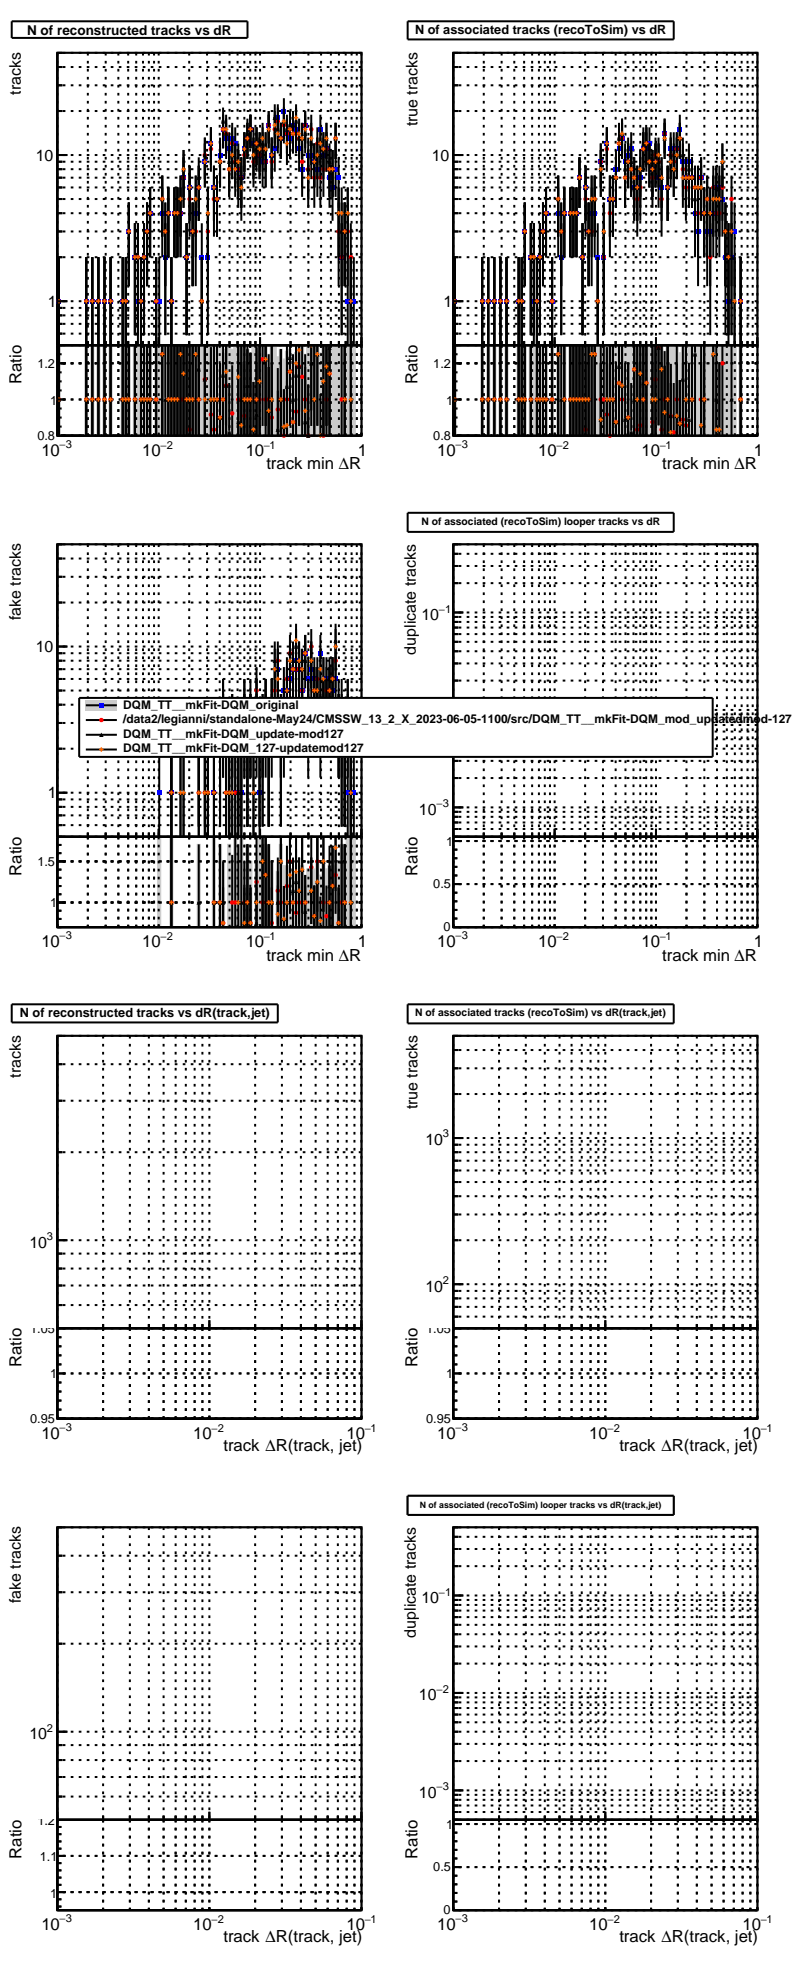 N of reconstructed tracks vs dR
tracks
10
1
Ratio
1.2
1
0.8
10−3 10−2 10−1 1
track min ΔR
N of associated tracks (recoToSim) vs dR
true tracks
10
1
Ratio
1.2
1
0.8
10−3 10−2 10−1 1
track min ΔR
fake tracks
10
1
Ratio
1.5
1
10−3 10−2 10−1 1
track min ΔR
N of associated (recoToSim) looper tracks vs dR
duplicate tracks
10−1
10−3
Ratio
1
0.5
0
10−3 10−2 10−1 1
track min ΔR
DQM_TT__mkFit-DQM_original
/data2/legianni/standalone-May24/CMSSW_13_2_X_2023-06-05-1100/src/DQM_TT__mkFit-DQM_mod_updatedmod-127
DQM_TT__mkFit-DQM_update-mod127
DQM_TT__mkFit-DQM_127-updatemod127
N of reconstructed tracks vs dR(track,jet)
tracks
103
Ratio
1.05
1
0.95
10−3 10−2 10−1
track ΔR(track, jet)
N of associated tracks (recoToSim) vs dR(track,jet)
true tracks
103
102
Ratio
1.05
1
0.95
10−3 10−2 10−1
track ΔR(track, jet)
fake tracks
102
Ratio
1.2
1.1
1
10−3 10−2 10−1
track ΔR(track, jet)
N of associated (recoToSim) looper tracks vs dR(track,jet)
duplicate tracks
10−1
10−2
10−3
Ratio
1
0.5
0
10−3 10−2 10−1
track ΔR(track, jet)